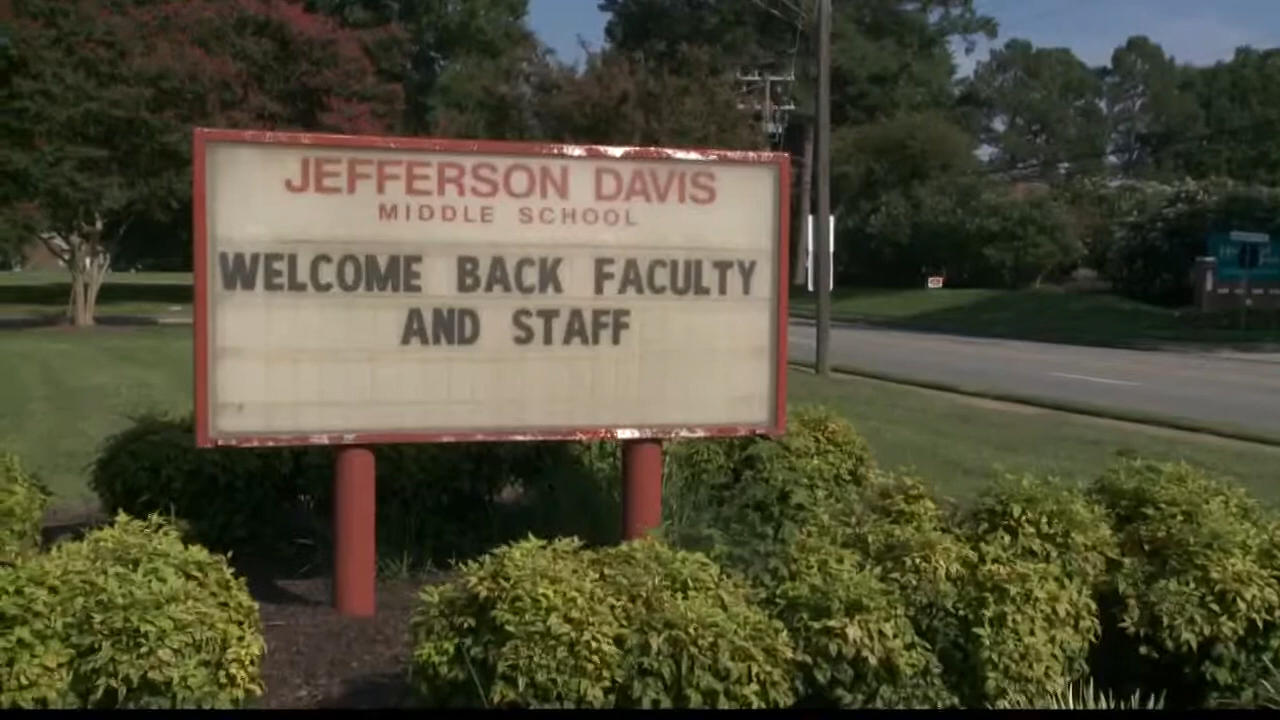 JEFFERSON DAVIS
MIDDLE SCHOOL
WELCOME BACK FACULTY
AND STAFF